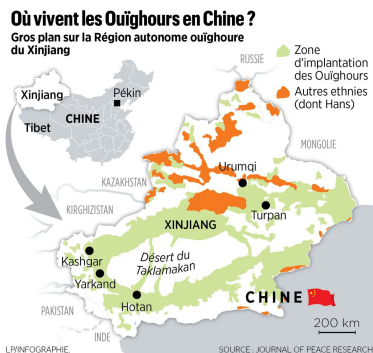 Où vivent les Ouïghours en Chine ?
Gros plan sur la Région autonome ouïghoure
du Xinjiang
Xinjiang
Pékin
CHINE
Tibet
RUSSIE
Zone
d'implantation
des Ouïghours
Autres ethnies
(dont Hans)
MONGOLIE
KAZAKHSTAN
Urumqi
KIRGHIZISTAN
Turpan
XINJIANG
Kashgar
Désert du
Taklamakan
Yarkand
Hotan
PAKISTAN
CHINE
INDE
200 km
LP/INFOGRAPHIE.
SOURCE : JOURNAL OF PEACE RESEARCH